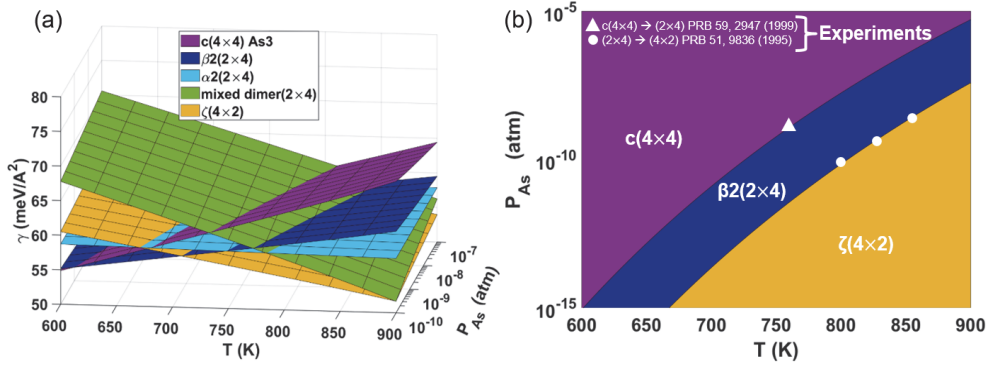 (a)
c(4×4) As3
β2(2×4)
α2(2×4)
mixed dimer(2×4)
ζ(4×2)
γ (meV/A²)
80
75
70
65
60
55
50
600
650
700
750
800
850
900
T (K)
10⁻⁷
10⁻⁸
10⁻⁹
10⁻¹⁰
P_As (atm)
(b)
c(4×4) → (2×4) PRB 59, 2947 (1999)
(2×4) → (4×2) PRB 51, 9836 (1995)
Experiments
c(4×4)
β2(2×4)
ζ(4×2)
P_As (atm)
10⁻⁵
10⁻¹⁰
10⁻¹⁵
600
650
700
750
800
850
900
T (K)